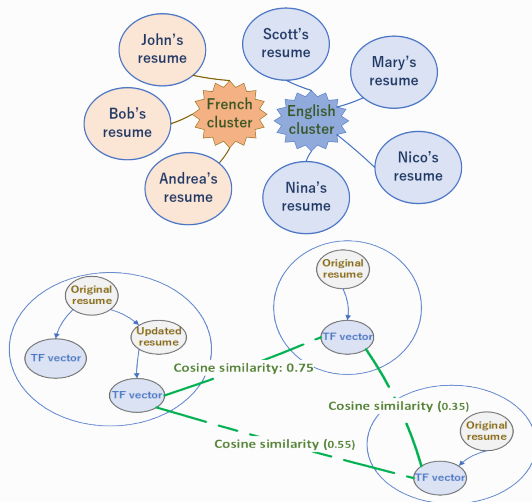 John's
resume
Scott's
resume
Mary's
resume
Bob's
resume
French
cluster
English
cluster
Andrea's
resume
Nina's
resume
Nico's
resume
Original
resume
Original
resume
Updated
resume
TF vector
TF vector
TF vector
Cosine similarity: 0.75
Cosine similarity (0.35)
Original
resume
Cosine similarity (0.55)
TF vector